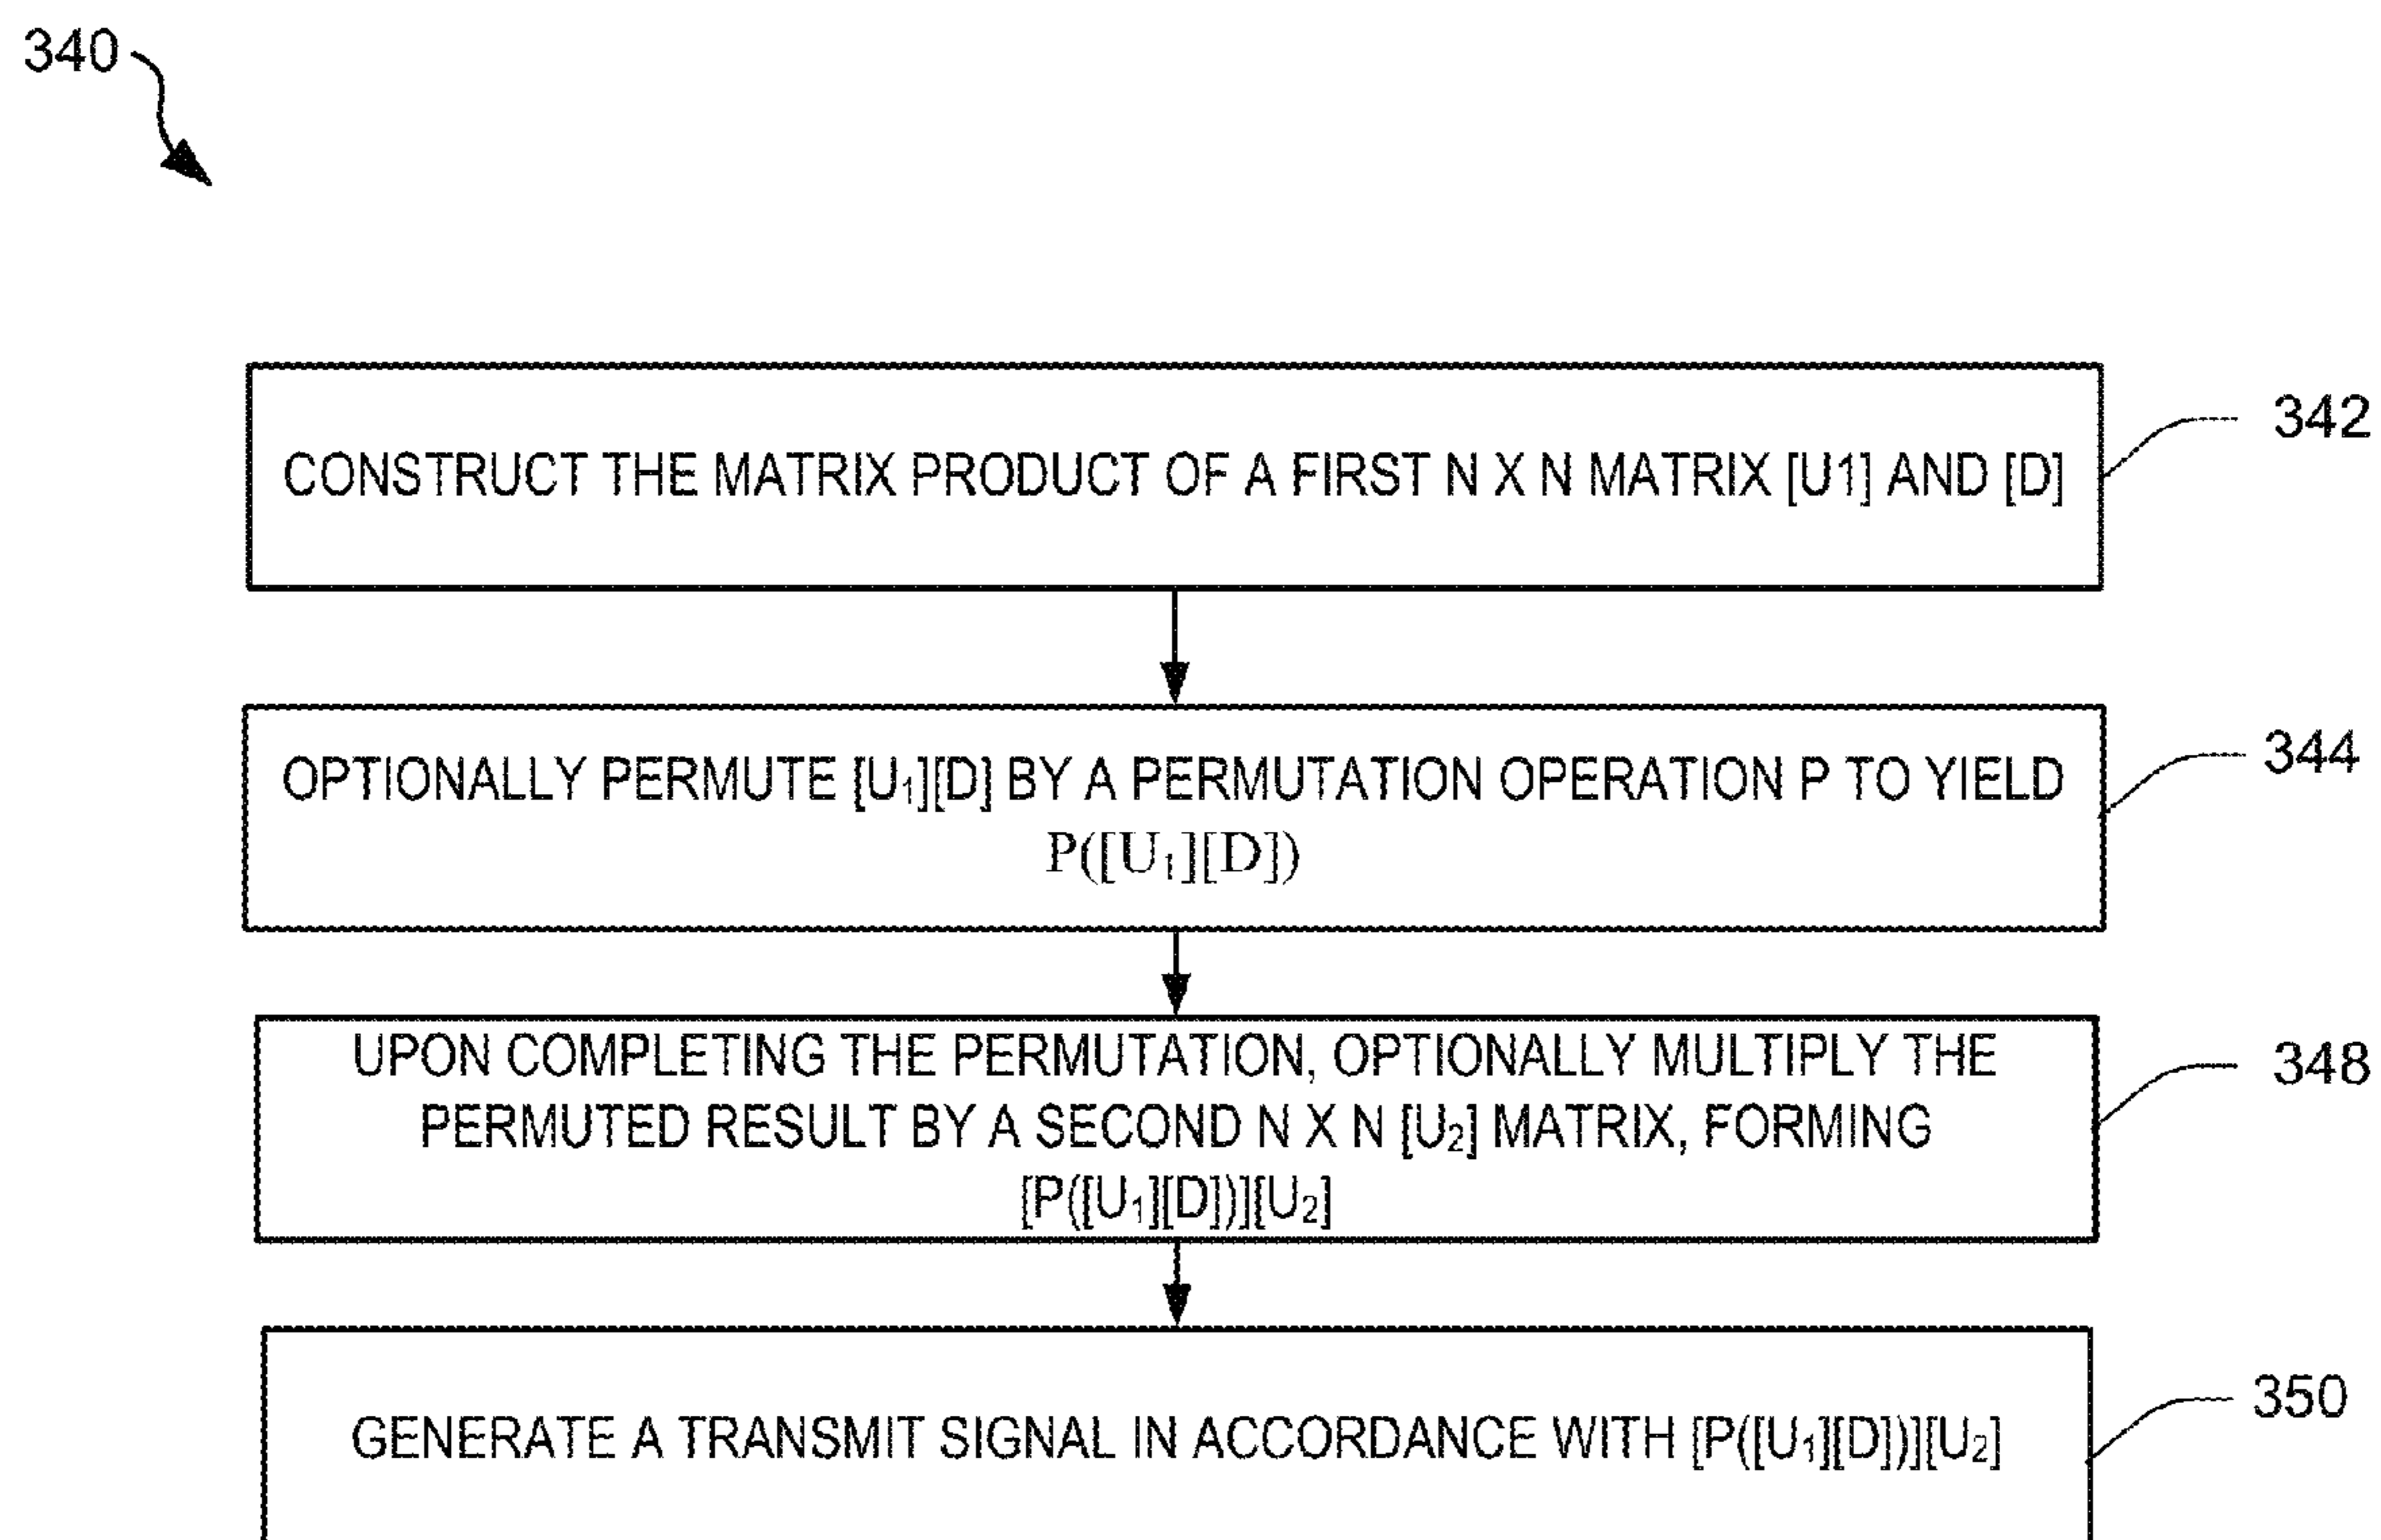 340
CONSTRUCT THE MATRIX PRODUCT OF A FIRST N X N MATRIX [U1] AND [D]
342
OPTIONALLY PERMUTE [U₁][D] BY A PERMUTATION OPERATION P TO YIELD
P([U₁][D])
344
UPON COMPLETING THE PERMUTATION, OPTIONALLY MULTIPLY THE
PERMUTED RESULT BY A SECOND N X N [U₂] MATRIX, FORMING
[P([U₁][D])][U₂]
348
GENERATE A TRANSMIT SIGNAL IN ACCORDANCE WITH [P([U₁][D])][U₂]
350